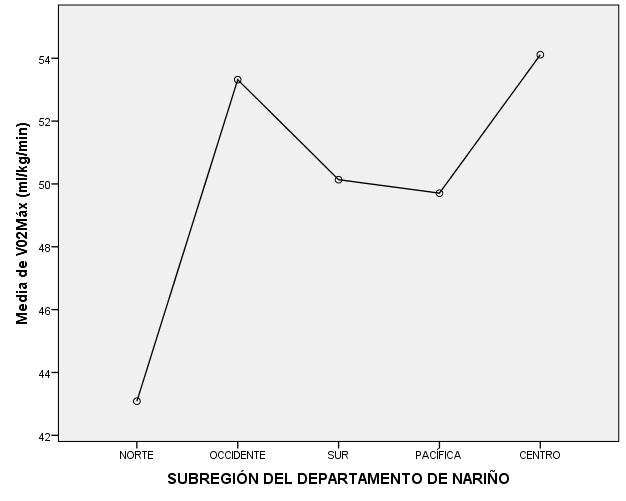 Media de V02Máx (ml/kg/min)
54
52
50
48
46
44
42
NORTE OCCIDENTE SUR PACÍFICA CENTRO
SUBREGIÓN DEL DEPARTAMENTO DE NARIÑO